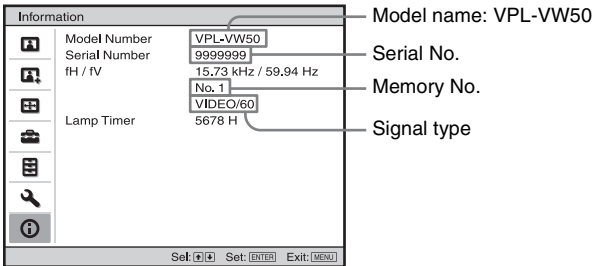 Information
Model Number VPL-VW50
Serial Number 9999999
fH / fV 15.73 kHz / 59.94 Hz
No. 1
VIDEO/60
Lamp Timer 5678 H
Sel: Set: ENTER Exit: MENU
Model name: VPL-VW50
Serial No.
Memory No.
Signal type